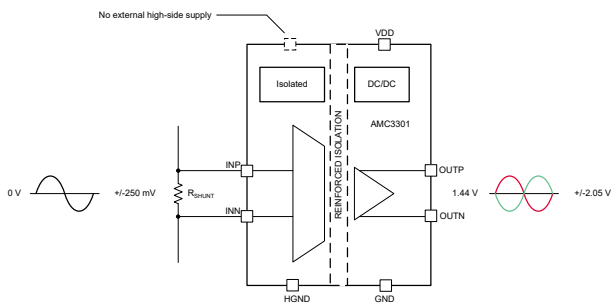 No external high-side supply
VDD
Isolated
DC/DC
REINFORCED ISOLATION
AMC3301
INP
OUTP
0 V
+/-250 mV
RSHUNT
1.44 V
+/-2.05 V
INN
OUTN
HGND
GND